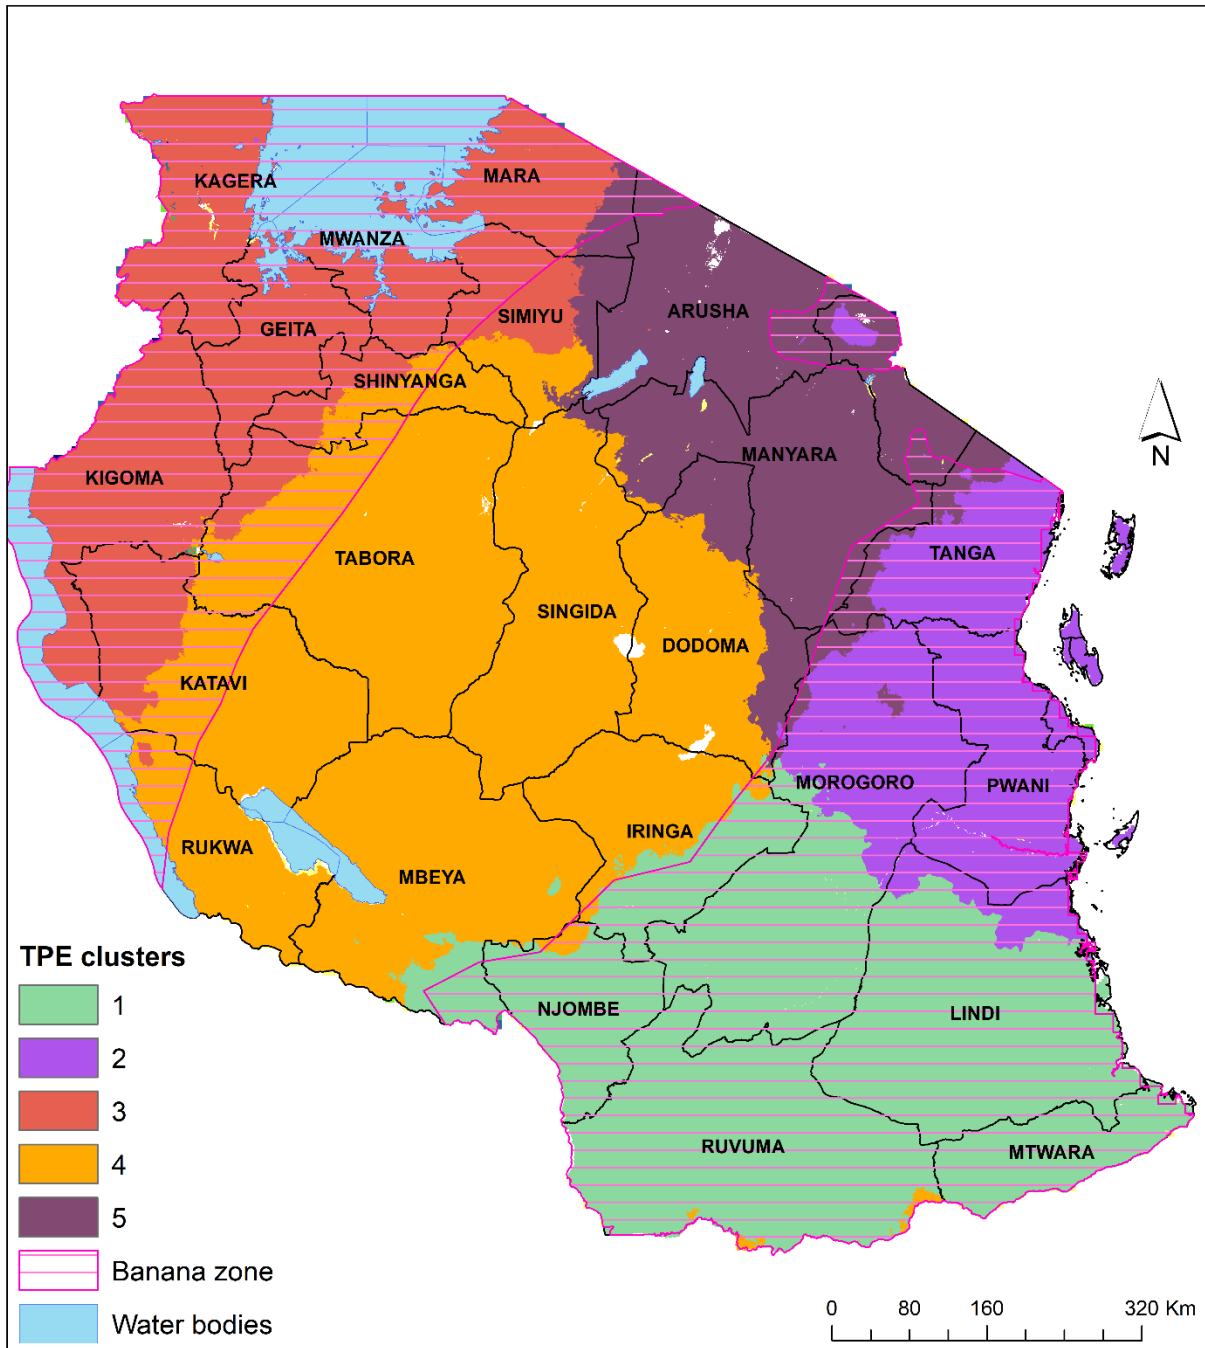 KAGERA
MARA
MWANZA
SIMIYU
ARUSHA
GEITA
SHINYANGA
KIGOMA
MANYARA
N
TABORA
TANGA
SINGIDA
DODOMA
KATAVI
MOROGORO
PWANI
IRINGA
RUKWA
MBEYA
NJOMBE
LINDI
RUVUMA
MTWARA
TPE clusters
1
2
3
4
5
Banana zone
Water bodies
0 80 160 320 Km